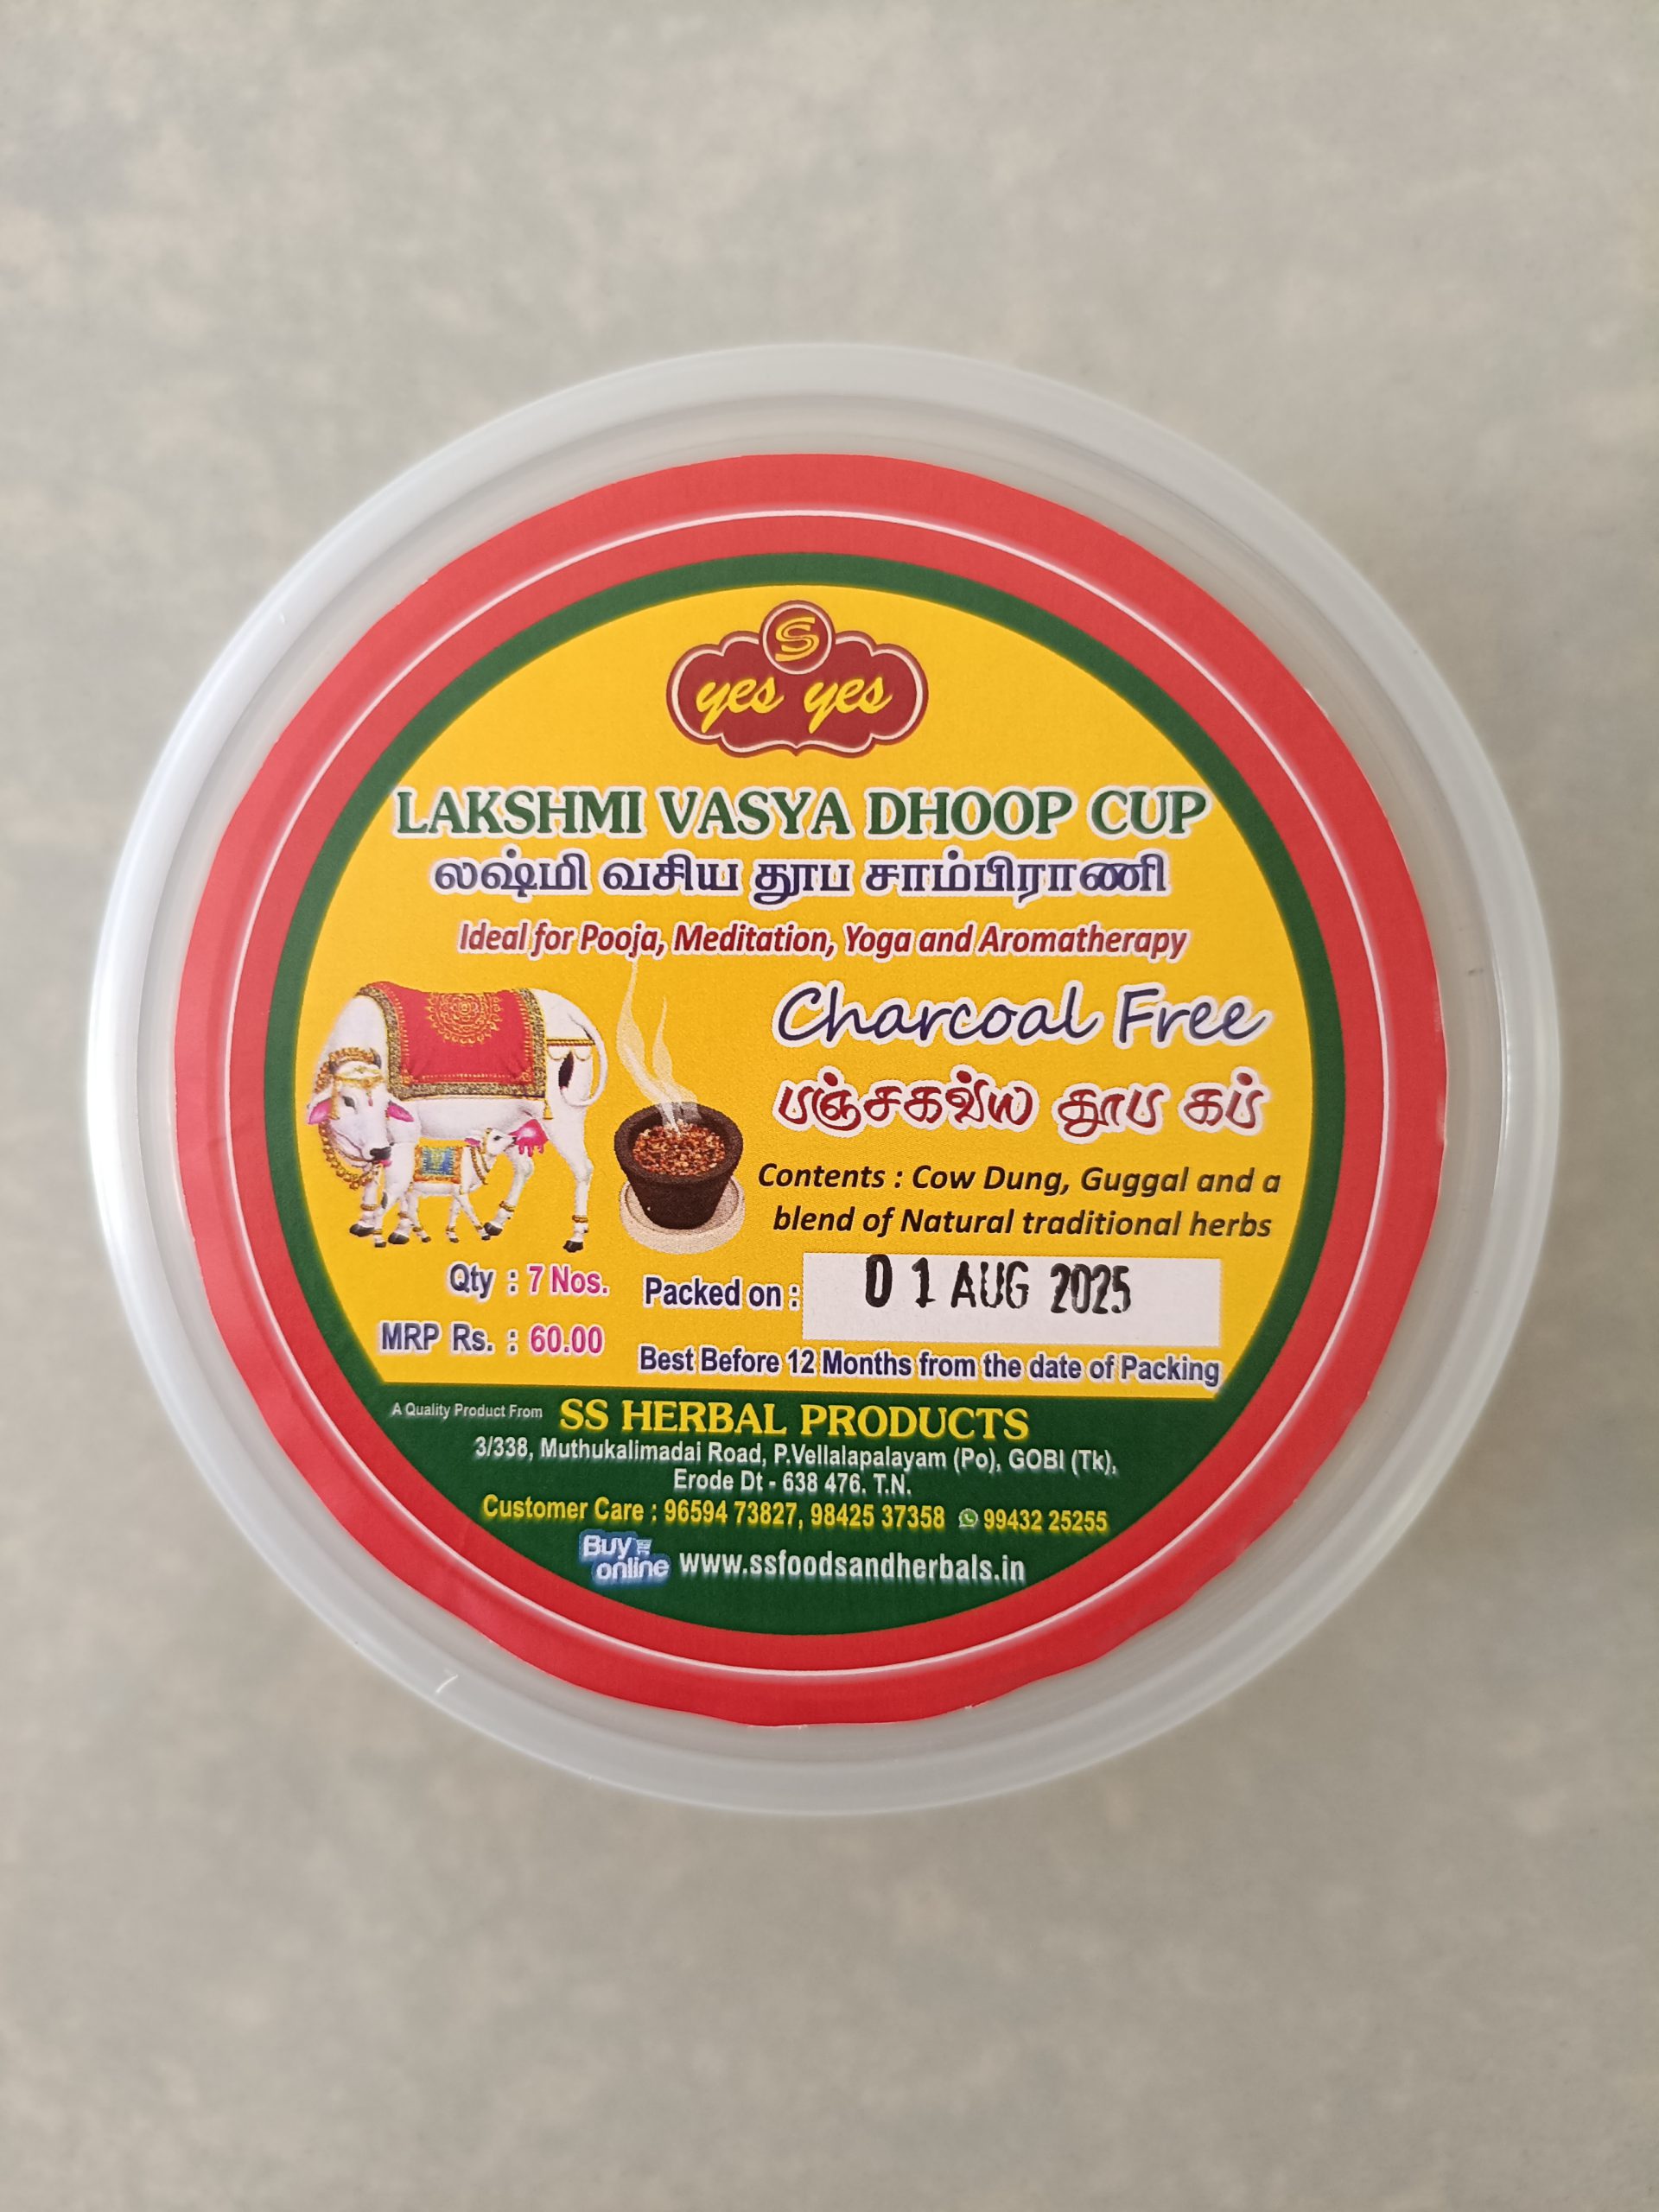 S
yes yes
LAKSHMI VASYA DHOOP CUP
லஷ்மி வசிய தூப சாம்பிராணி
Ideal for Pooja, Meditation, Yoga and Aromatherapy
Charcoal Free
பஞ்சகவ்ய தூப கப்
Contents : Cow Dung, Guggal and a
blend of Natural traditional herbs
Qty : 7 Nos. Packed on : 01 AUG 2025
MRP Rs. : 60.00 Best Before 12 Months from the date of Packing
A Quality Product From SS HERBAL PRODUCTS
3/338, Muthukalimadai Road, P.Vellalapalayam (Po), GOBI (Tk),
Erode Dt - 638 476. T.N.
Customer Care : 96594 73827, 98425 37358 99432 25255
Buy online www.ssfoodsandherbals.in